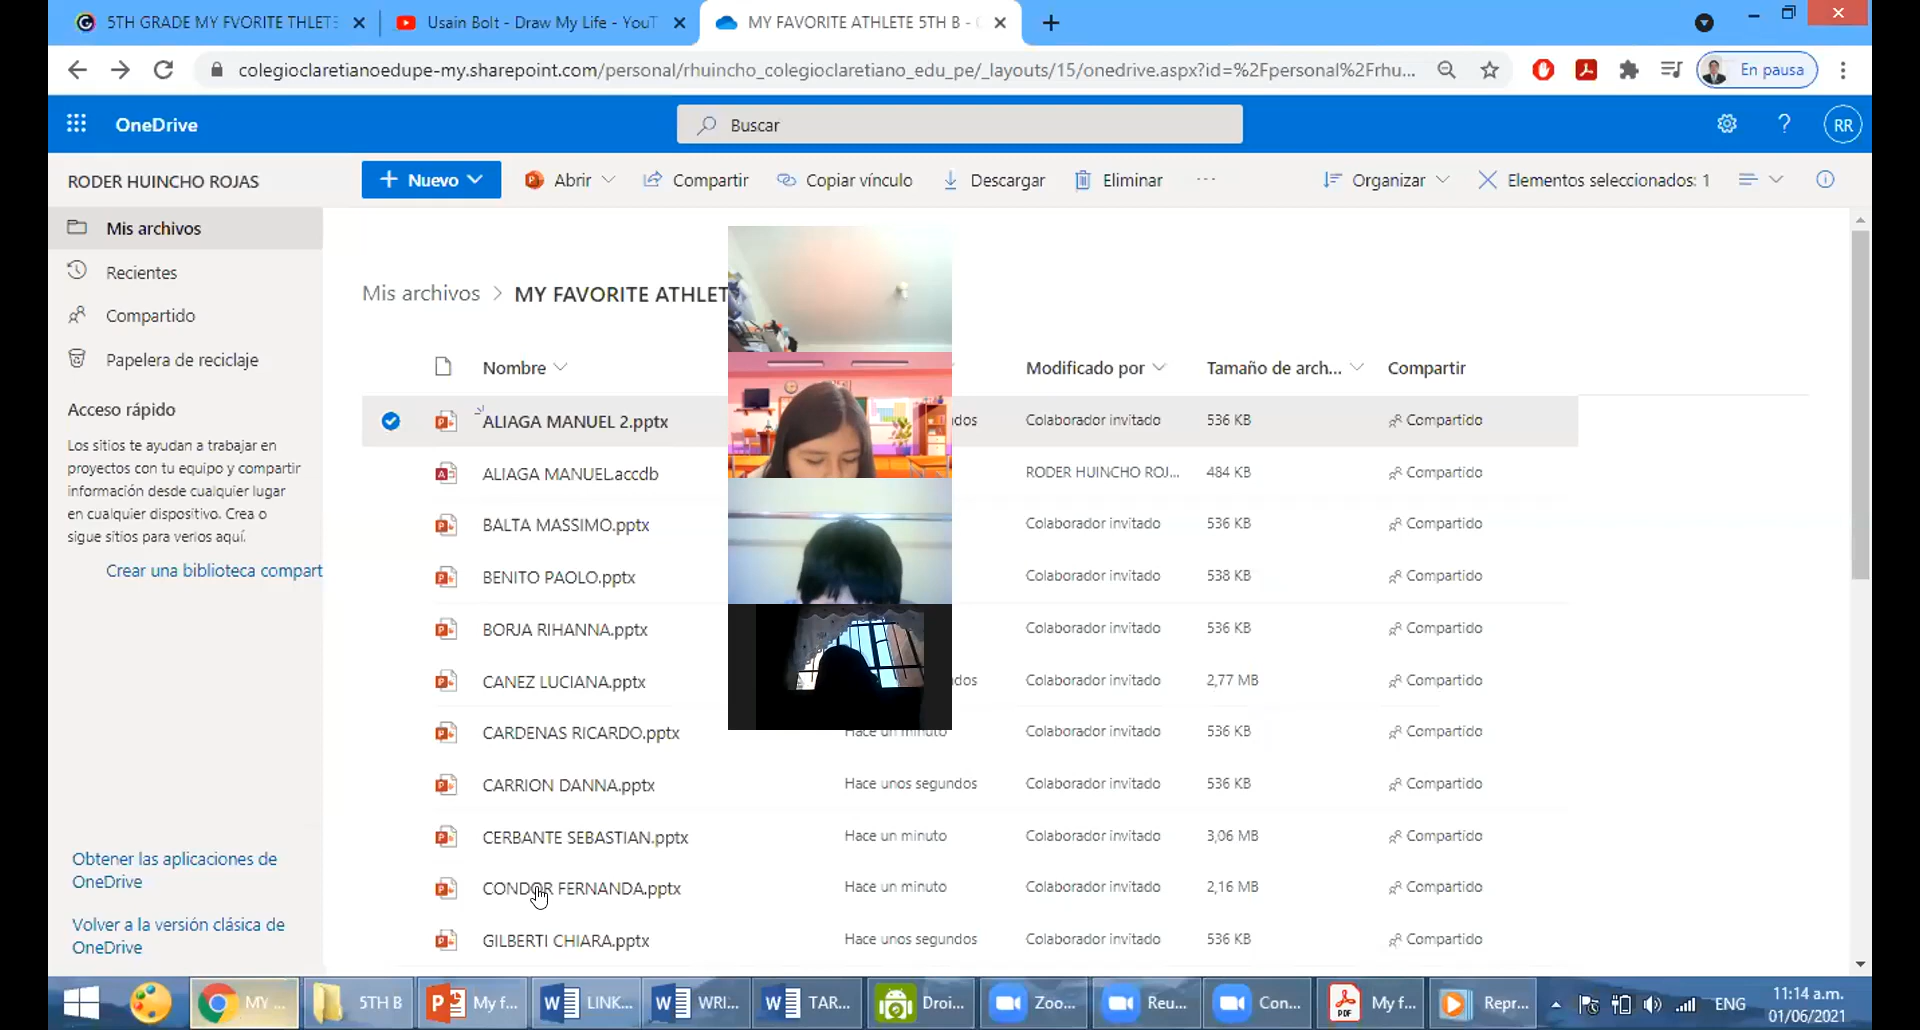 5TH GRADE MY FVORITE THLETE
Usain Bolt - Draw My Life - YouT
MY FAVORITE ATHLETE 5TH B -
colegioclaretianoedupe-my.sharepoint.com/personal/rhuincho_colegioclaretiano_edu_pe/_layouts/15/onedrive.aspx?id=%2Fpersonal%2Frhu...
En pausa
OneDrive
Buscar
?
RR
RODER HUINCHO ROJAS
Nuevo
Abrir
Compartir
Copiar vínculo
Descargar
Eliminar
...
Organizar
Elementos seleccionados: 1
Mis archivos
Recientes
Compartido
Papelera de reciclaje
Acceso rápido
Los sitios te ayudan a trabajar en
proyectos con tu equipo y compartir
información desde cualquier lugar
en cualquier dispositivo. Crea o
sigue sitios para verlos aquí.
Crear una biblioteca compart
Obtener las aplicaciones de
OneDrive
Volver a la versión clásica de
OneDrive
Mis archivos > MY FAVORITE ATHLET
Nombre Modificado por Tamaño de arch... Compartir
ALIAGA MANUEL 2.pptx dos Colaborador invitado 536 KB Compartido
ALIAGA MANUEL.accdb RODER HUINCHO ROJ... 484 KB Compartido
BALTA MASSIMO.pptx Colaborador invitado 536 KB Compartido
BENITO PAOLO.pptx Colaborador invitado 538 KB Compartido
BORJA RIHANNA.pptx Colaborador invitado 536 KB Compartido
CANEZ LUCIANA.pptx dos Colaborador invitado 2,77 MB Compartido
CARDENAS RICARDO.pptx Hace un minuto Colaborador invitado 536 KB Compartido
CARRION DANNA.pptx Hace unos segundos Colaborador invitado 536 KB Compartido
CERBANTE SEBASTIAN.pptx Hace un minuto Colaborador invitado 3,06 MB Compartido
CONDOR FERNANDA.pptx Hace un minuto Colaborador invitado 2,16 MB Compartido
GILBERTI CHIARA.pptx Hace unos segundos Colaborador invitado 536 KB Compartido
MY ...
5TH B
My f...
LINK...
WRI...
TAR...
Droi...
Zoo...
Reu...
Con...
My f...
Repr...
ENG
11:14 a.m.
01/06/2021